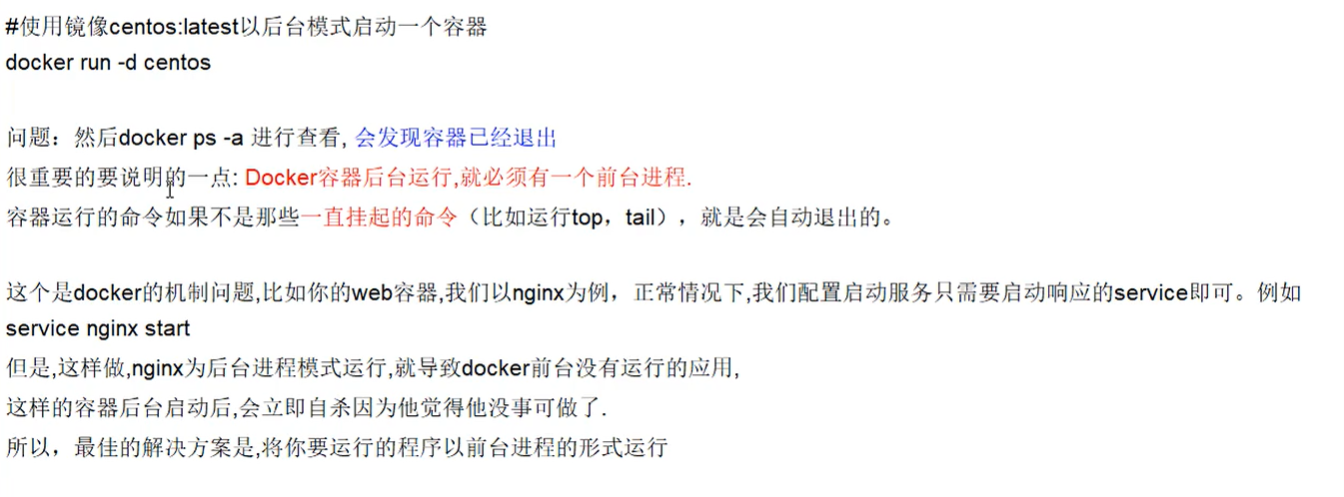 #使用镜像centos:latest以后台模式启动一个容器
docker run -d centos
问题：然后docker ps -a 进行查看, 会发现容器已经退出
很重要的要说明的一点: Docker容器后台运行,就必须有一个前台进程.
容器运行的命令如果不是那些一直挂起的命令（比如运行top，tail），就是会自动退出的。
这个是docker的机制问题,比如你的web容器,我们以nginx为例，正常情况下,我们配置启动服务只需要启动响应的service即可。例如
service nginx start
但是,这样做,nginx为后台进程模式运行,就导致docker前台没有运行的应用,
这样的容器后台启动后,会立即自杀因为他觉得他没事可做了.
所以，最佳的解决方案是,将你要运行的程序以前台进程的形式运行